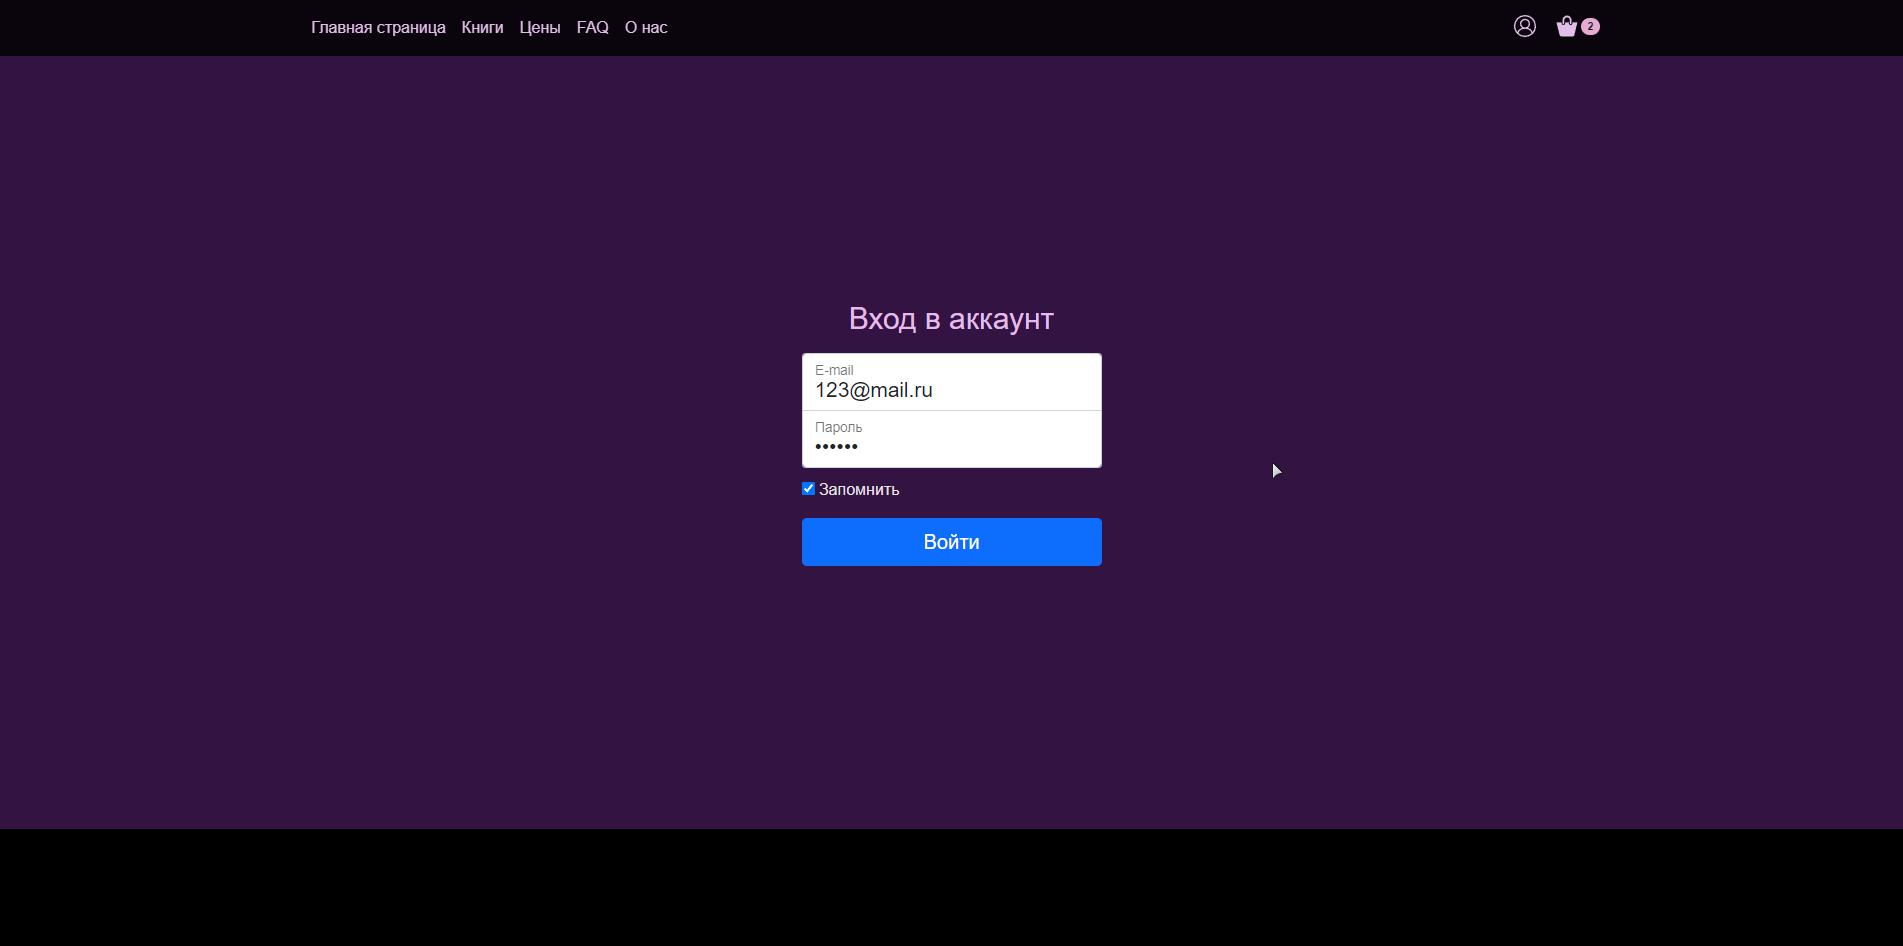 Главная страница Книги Цены FAQ О нас 2
Вход в аккаунт
E-mail
123@mail.ru
Пароль
••••••
Запомнить
Войти